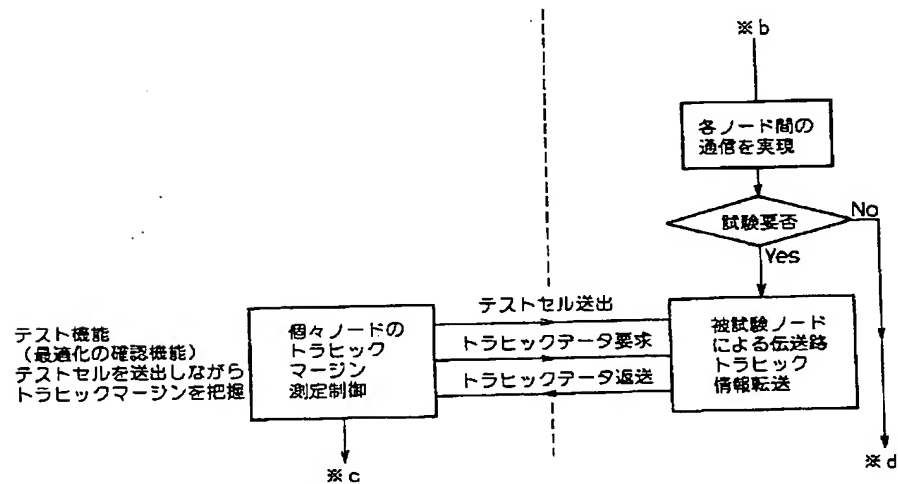 ※b
各ノード間の
通信を実現
試験要否
No
Yes
テストセル送出
トラヒックデータ要求
トラヒックデータ返送
テスト機能
(最適化の確認機能)
テストセルを送出しながら
トラヒックマージンを把握
個々ノードの
トラヒック
マージン
測定制御
被試験ノード
による伝送路
トラヒック
情報転送
※c
※d